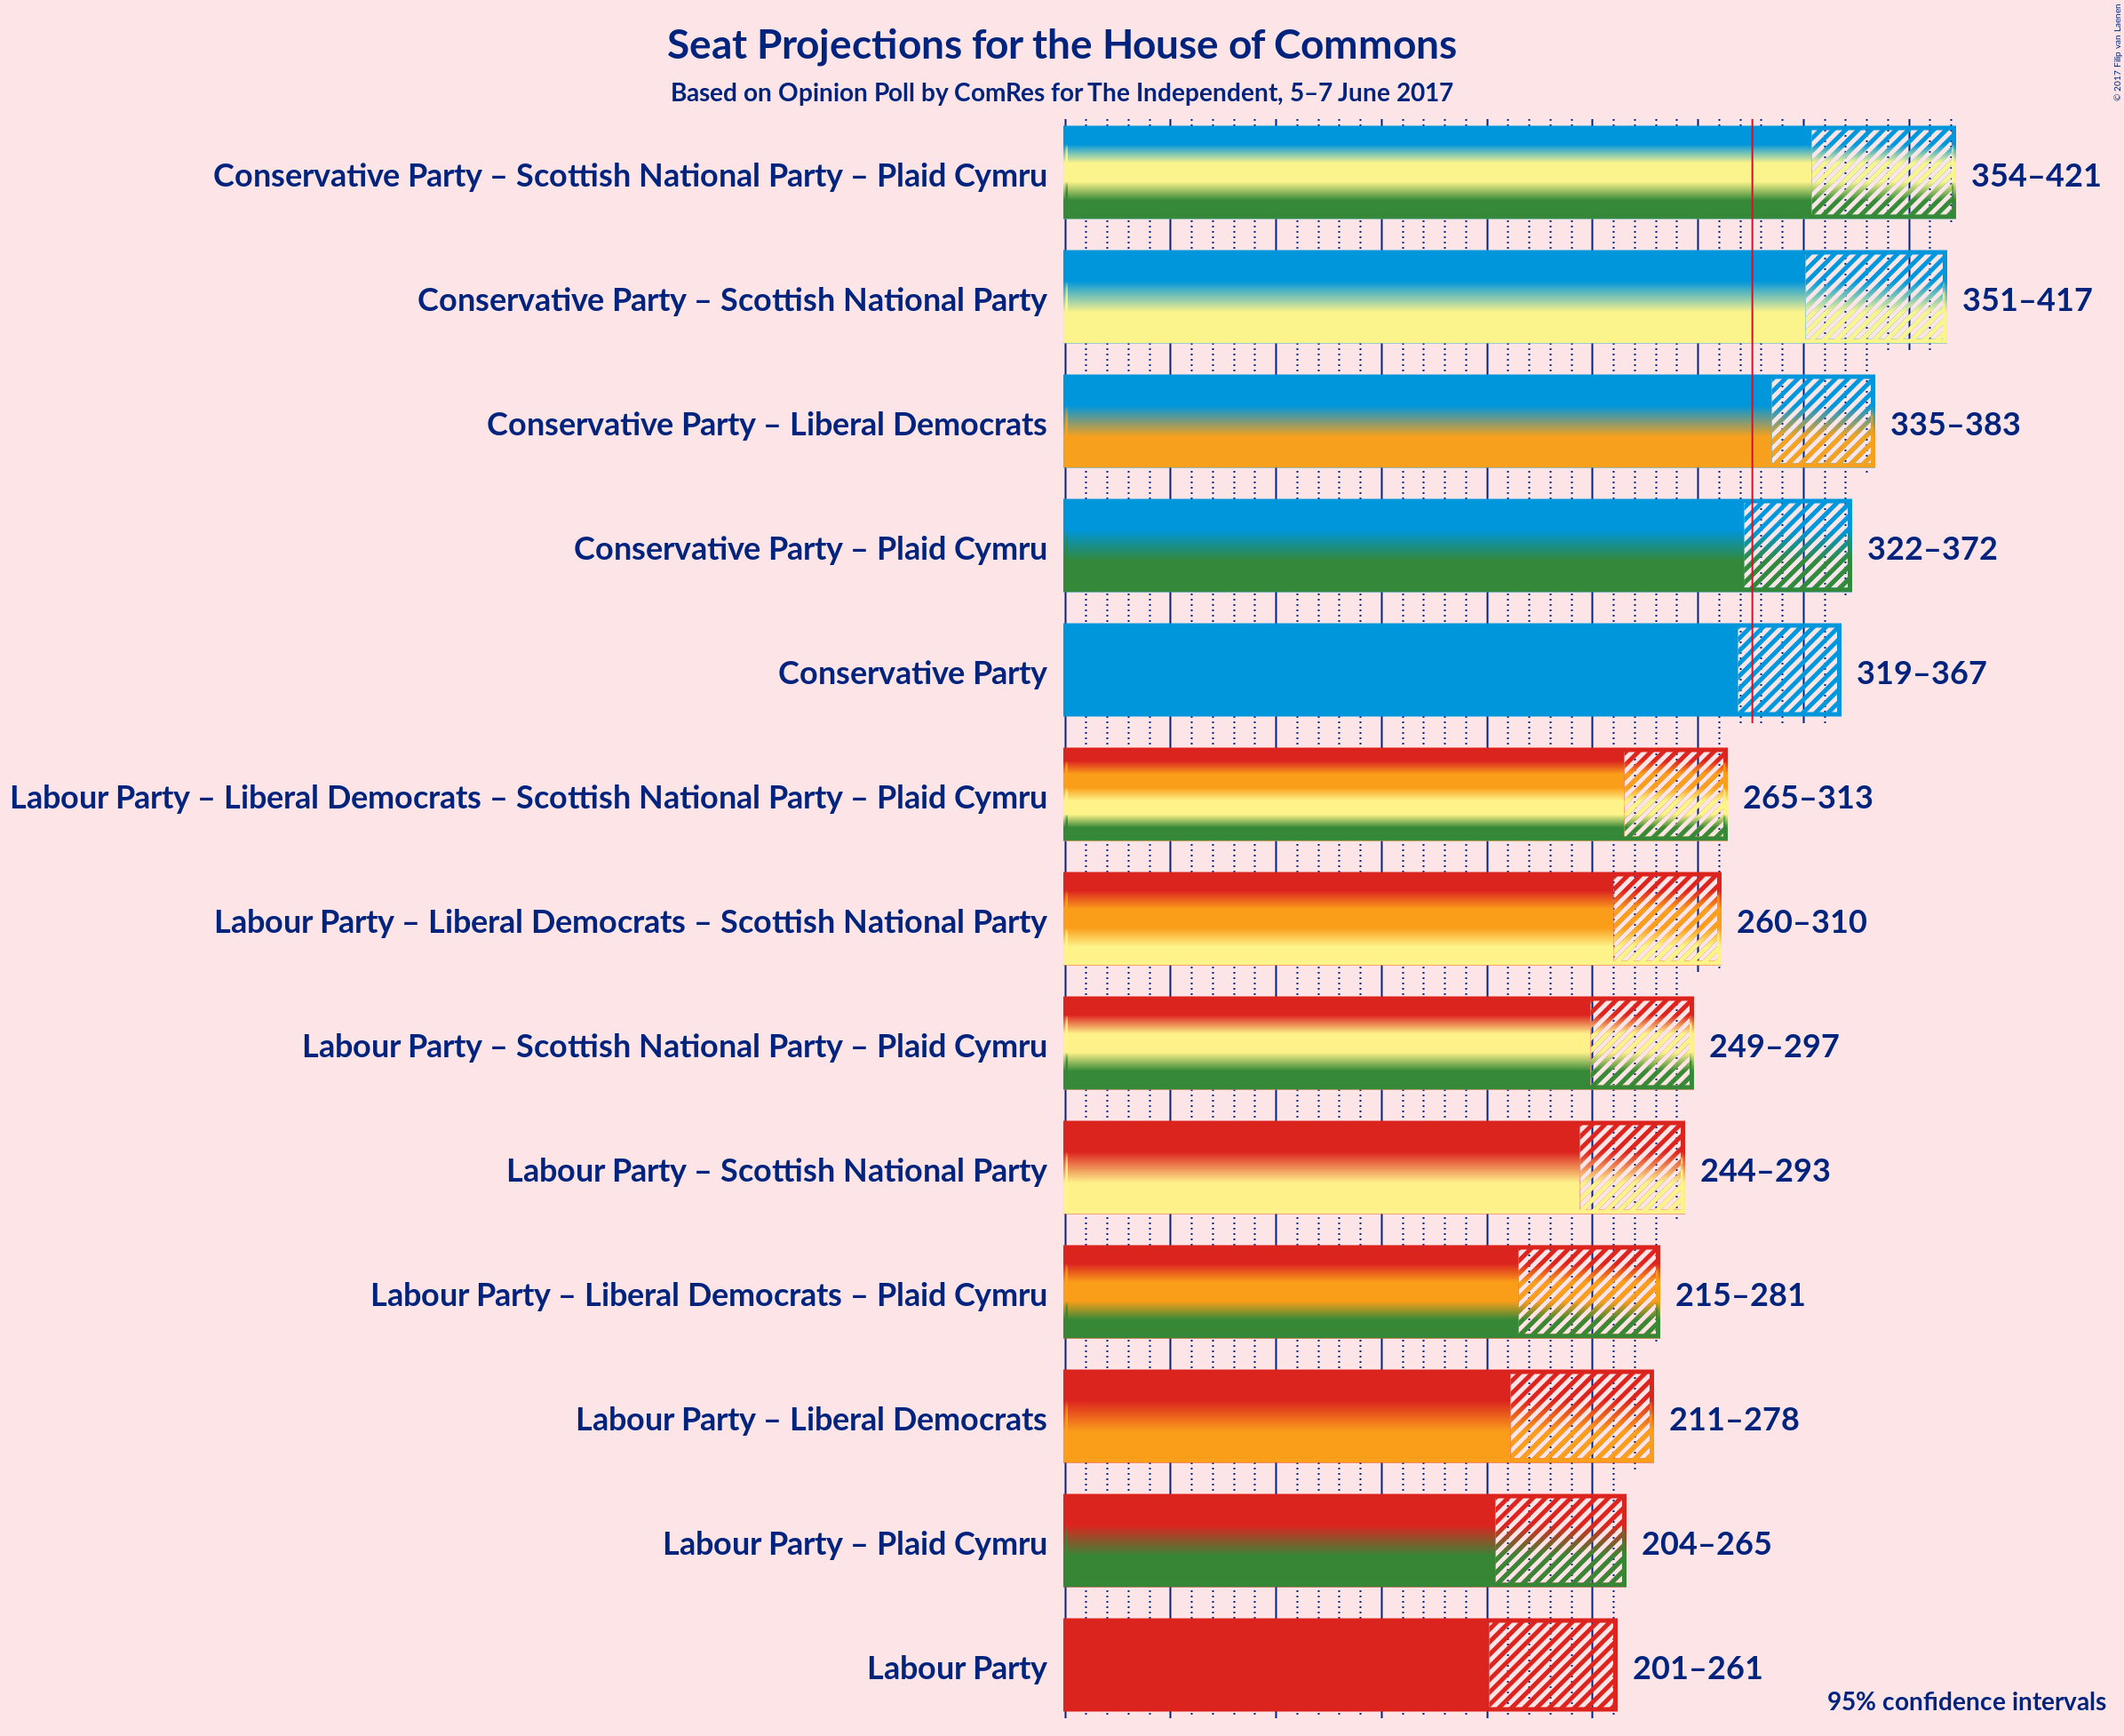 Seat Projections for the House of Commons
Based on Opinion Poll by ComRes for The Independent, 5–7 June 2017
© 2017 Filip van Laenen
Conservative Party – Scottish National Party – Plaid Cymru 354–421
Conservative Party – Scottish National Party 351–417
Conservative Party – Liberal Democrats 335–383
Conservative Party – Plaid Cymru 322–372
Conservative Party 319–367
Labour Party – Liberal Democrats – Scottish National Party – Plaid Cymru 265–313
Labour Party – Liberal Democrats – Scottish National Party 260–310
Labour Party – Scottish National Party – Plaid Cymru 249–297
Labour Party – Scottish National Party 244–293
Labour Party – Liberal Democrats – Plaid Cymru 215–281
Labour Party – Liberal Democrats 211–278
Labour Party – Plaid Cymru 204–265
Labour Party 201–261
95% confidence intervals